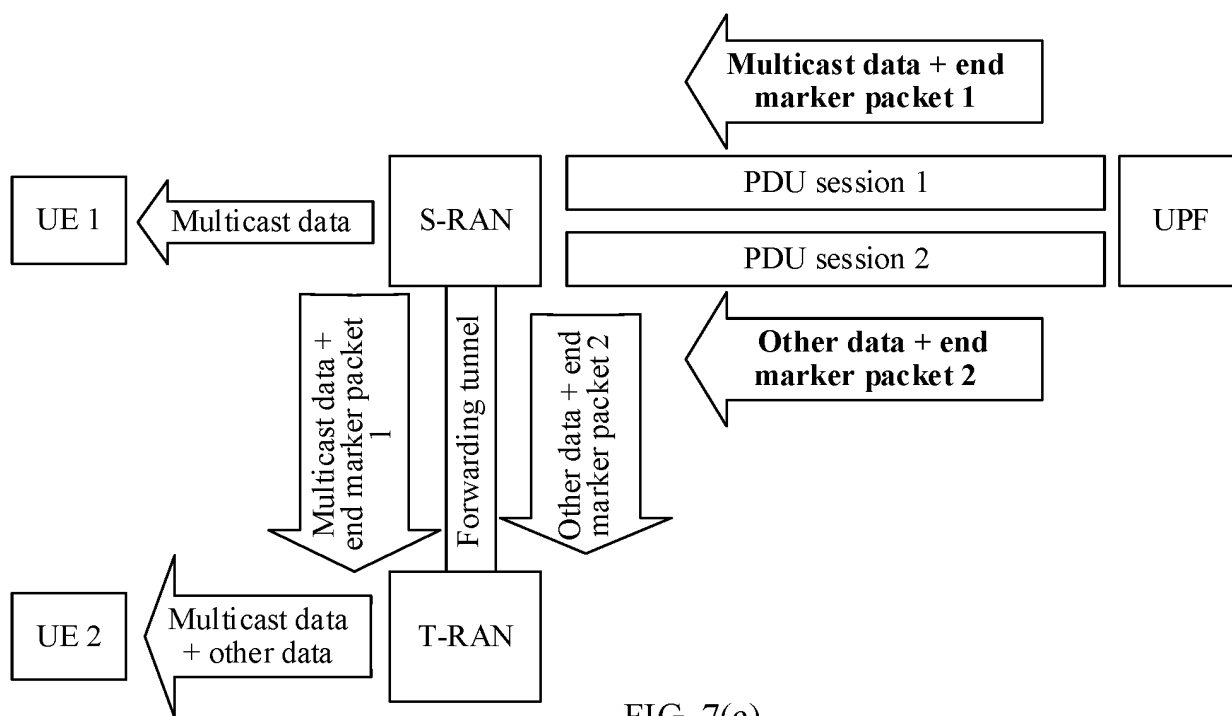 Multicast data + end
marker packet 1
PDU session 1
UE 1
Multicast data
S-RAN
UPF
PDU session 2
Other data + end
marker packet 2
Multicast data +
end marker packet
1
Forwarding tunnel
Other data + end
marker packet 2
UE 2
Multicast data
+ other data
T-RAN